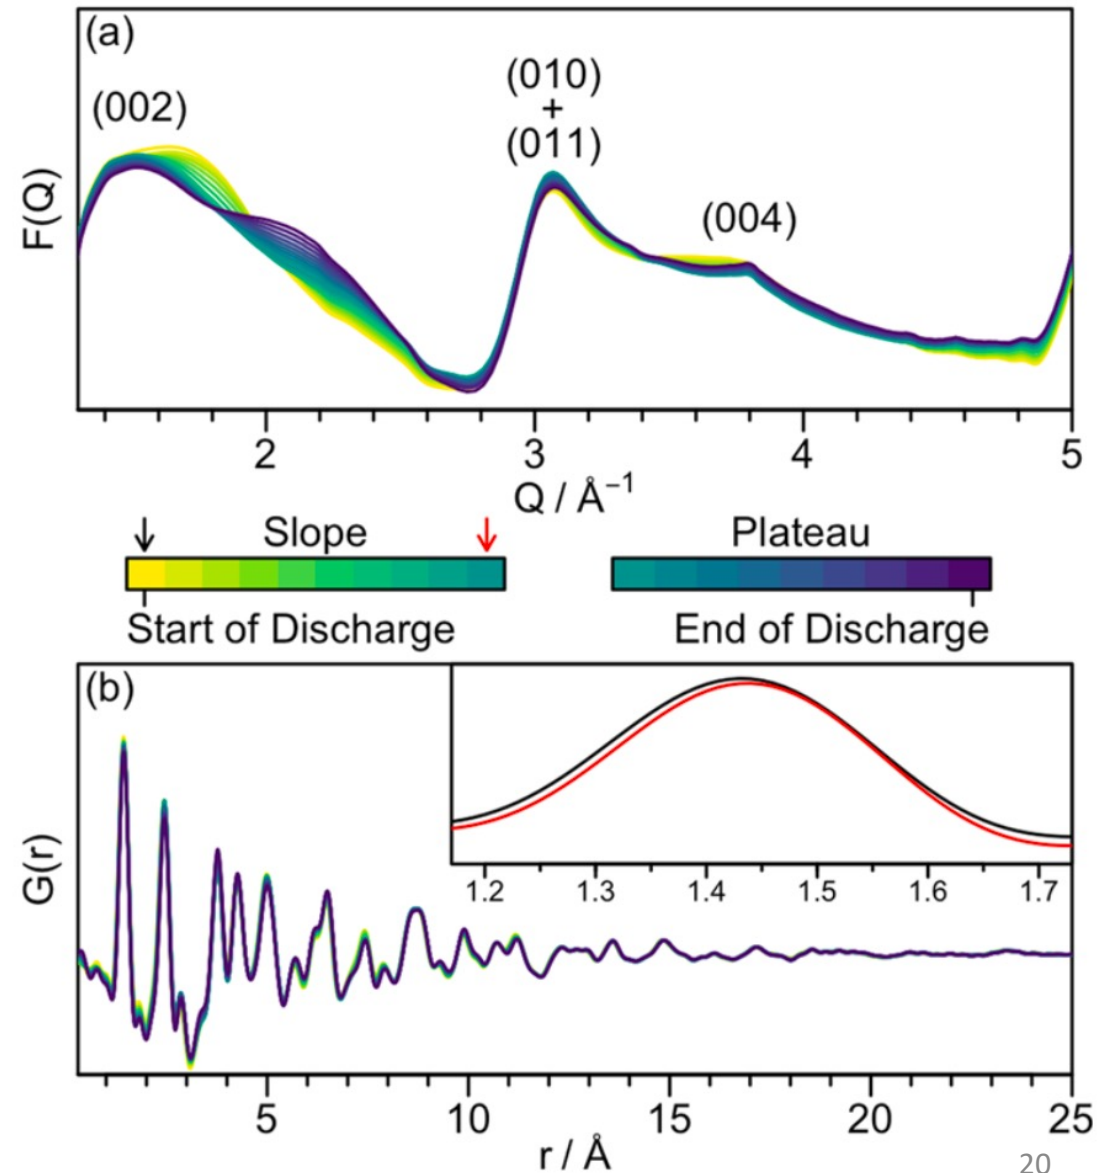 (a)
(002)
(010)
+
(011)
(004)
F(Q)
2 3 4 5
Q / Å⁻¹
Slope Plateau
Start of Discharge End of Discharge
(b)
1.2 1.3 1.4 1.5 1.6 1.7
G(r)
5 10 15 20 25
r / Å
20